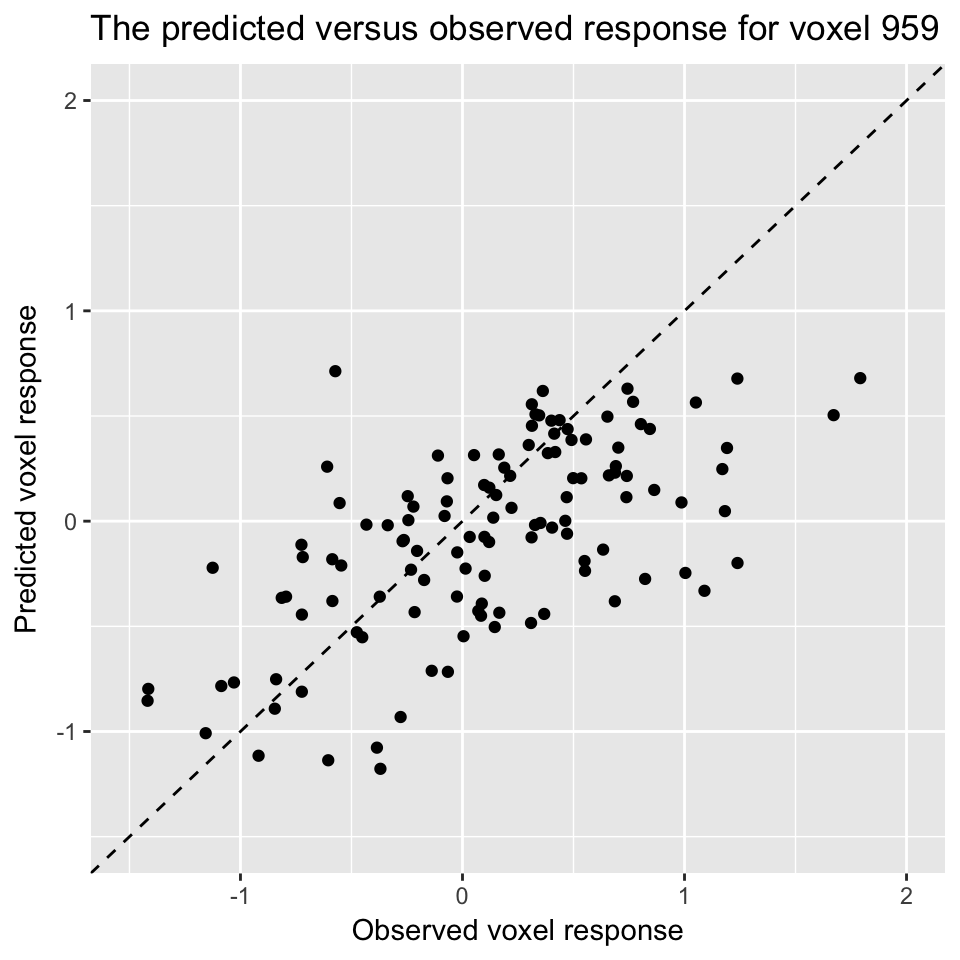 The predicted versus observed response for voxel 959
2
1
0
-1
Predicted voxel response
-1
0
1
2
Observed voxel response